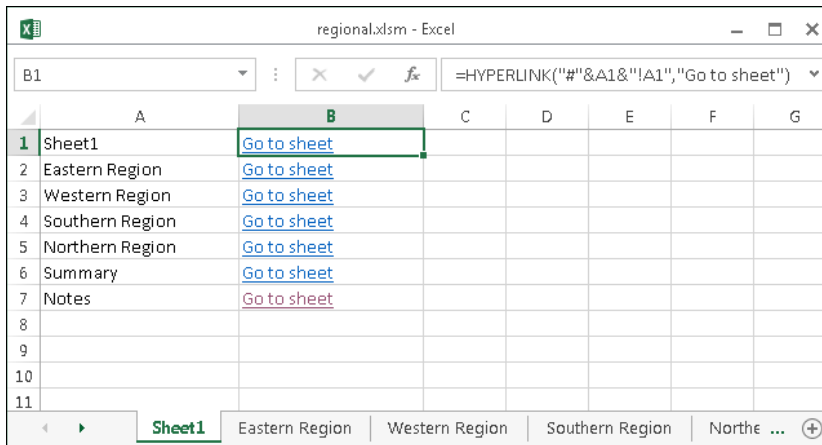 regional.xlsm - Excel
B1 fx =HYPERLINK("#"&A1&"!A1","Go to sheet")
A B C D E F G
1 Sheet1 Go to sheet
2 Eastern Region Go to sheet
3 Western Region Go to sheet
4 Southern Region Go to sheet
5 Northern Region Go to sheet
6 Summary Go to sheet
7 Notes Go to sheet
8
9
10
11
Sheet1 Eastern Region Western Region Southern Region Northe ...